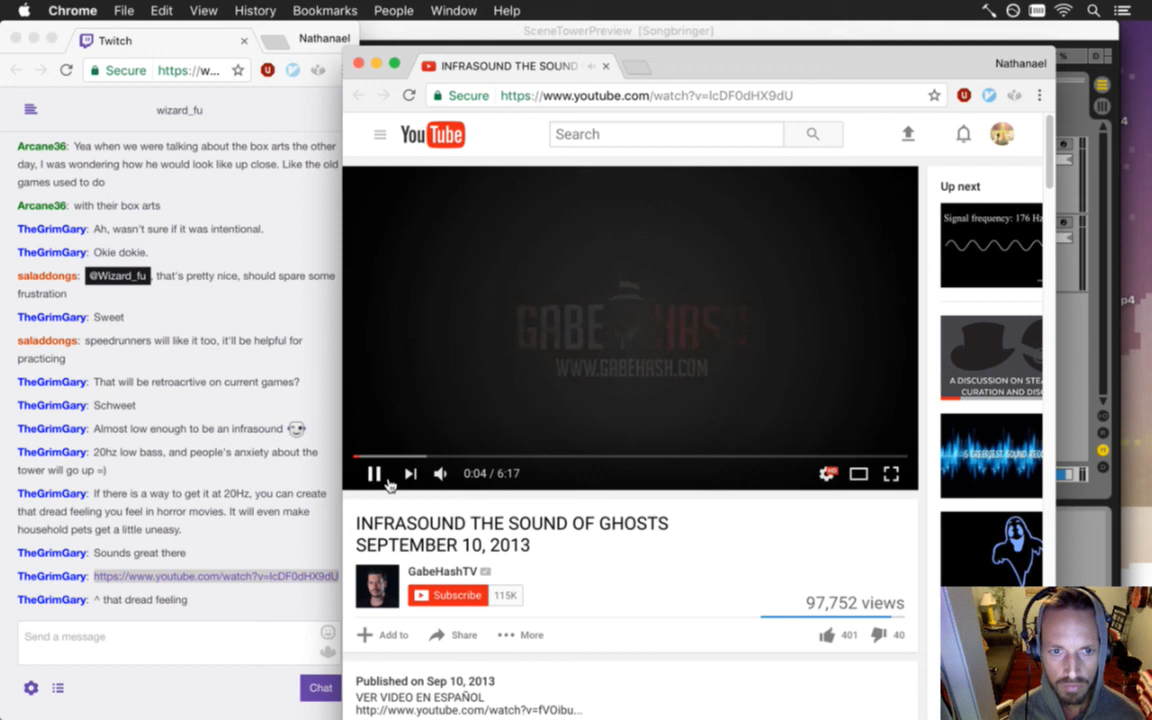 Chrome File Edit View History Bookmarks People Window Help
SceneTowerPreview [Songbringer]
Twitch
Nathanael
Secure https://w...
wizard_fu
Arcane36: Yea when we were talking about the box arts the other
day, I was wondering how he would look like up close. Like the old
games used to do
Arcane36: with their box arts
TheGrimGary: Ah, wasn't sure if it was intentional.
TheGrimGary: Okie dokie.
saladdongs: @Wizard_fu, that's pretty nice, should spare some
frustration
TheGrimGary: Sweet
saladdongs: speedrunners will like it too, it'll be helpful for
practicing
TheGrimGary: That will be retroacrtive on current games?
TheGrimGary: Schweet
TheGrimGary: Almost low enough to be an infrasound
TheGrimGary: 20hz low bass, and people's anxiety about the
tower will go up =)
TheGrimGary: If there is a way to get it at 20Hz, you can create
that dread feeling you feel in horror movies. It will even make
household pets get a little uneasy.
TheGrimGary: Sounds great there
TheGrimGary: https://www.youtube.com/watch?v=IcDF0dHX9dU
TheGrimGary: ^ that dread feeling
Send a message
Chat
INFRASOUND THE SOUND
Nathanael
Secure https://www.youtube.com/watch?v=IcDF0dHX9dU
YouTube
Search
GABE HASH
WWW.GABEHASH.COM
0:04 / 6:17
HD
INFRASOUND THE SOUND OF GHOSTS
SEPTEMBER 10, 2013
GabeHashTV
Subscribe 115K
97,752 views
Add to Share More
401 40
Published on Sep 10, 2013
VER VIDEO EN ESPAÑOL
http://www.youtube.com/watch?v=fVOibu...
Up next
Signal frequency: 176 Hz
A DISCUSSION ON STE
CURATION AND DIS
%
D
4
p4